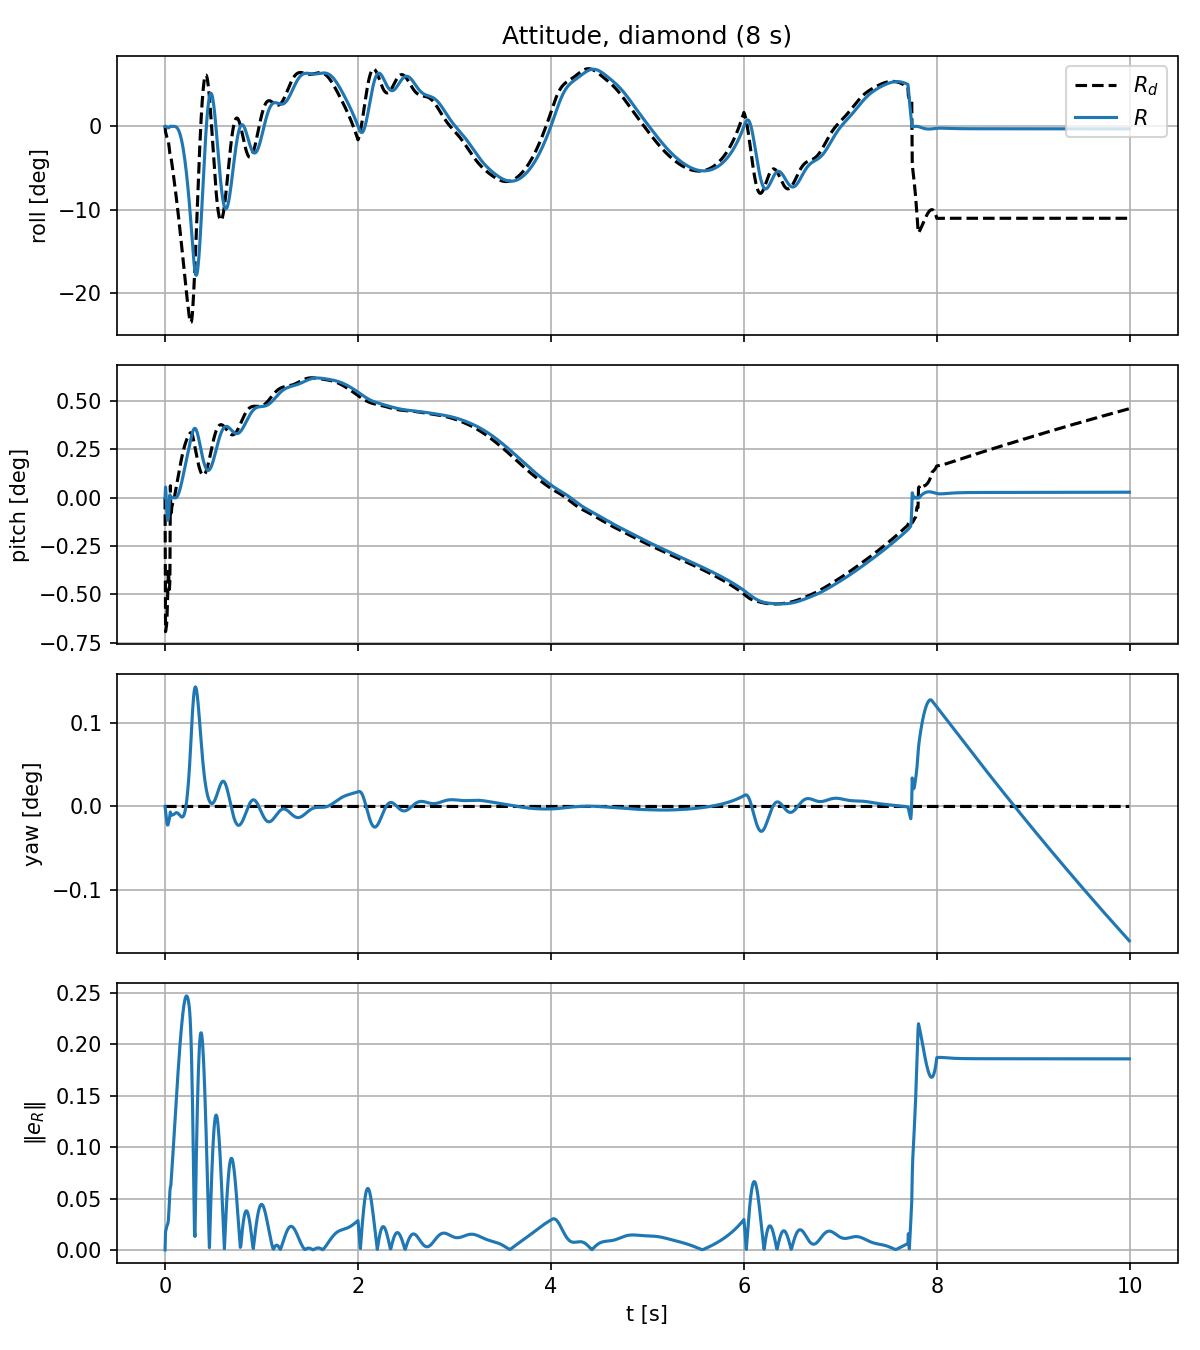 Attitude, diamond (8 s)
R_d
R
roll [deg]
0
−10
−20
pitch [deg]
0.50
0.25
0.00
−0.25
−0.50
−0.75
yaw [deg]
0.1
0.0
−0.1
‖e_R‖
0.25
0.20
0.15
0.10
0.05
0.00
0 2 4 6 8 10
t [s]